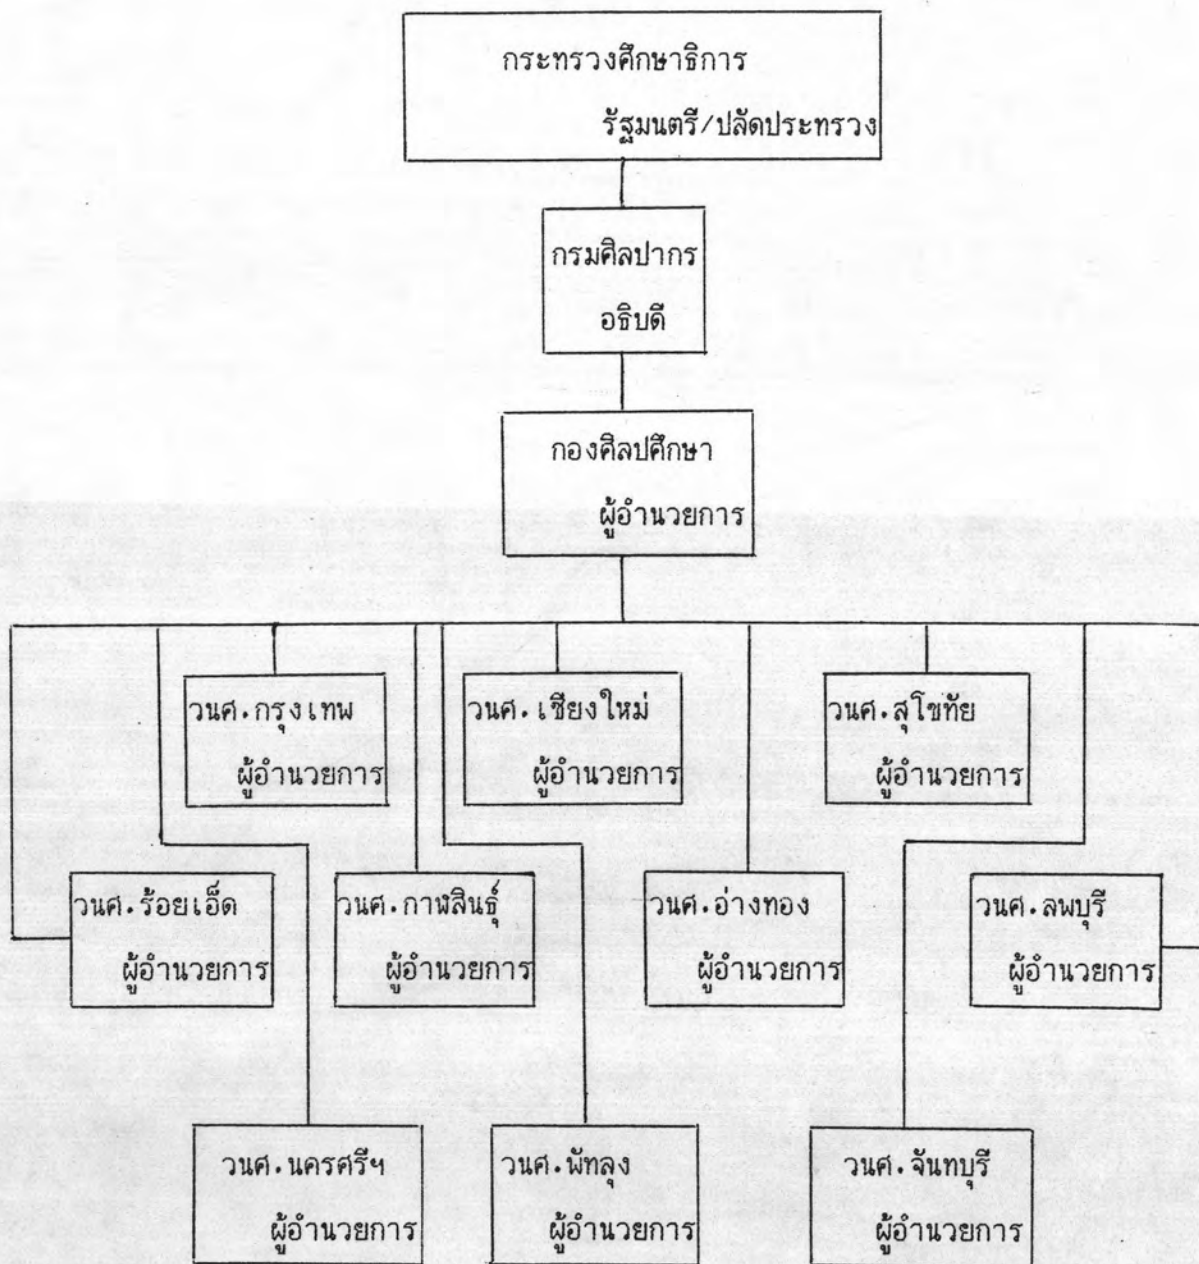 กระทรวงศึกษาธิการ
รัฐมนตรี/ปลัดประทรวง
กรมศิลปากร
อธิบดี
กองศิลปศึกษา
ผู้อำนวยการ
วนศ.กรุงเทพ
ผู้อำนวยการ
วนศ.เชียงใหม่
ผู้อำนวยการ
วนศ.สุโขทัย
ผู้อำนวยการ
วนศ.ร้อยเอ็ด
ผู้อำนวยการ
วนศ.กาฬสินธุ์
ผู้อำนวยการ
วนศ.อ่างทอง
ผู้อำนวยการ
วนศ.ลพบุรี
ผู้อำนวยการ
วนศ.นครศรีฯ
ผู้อำนวยการ
วนศ.พัทลุง
ผู้อำนวยการ
วนศ.จันทบุรี
ผู้อำนวยการ